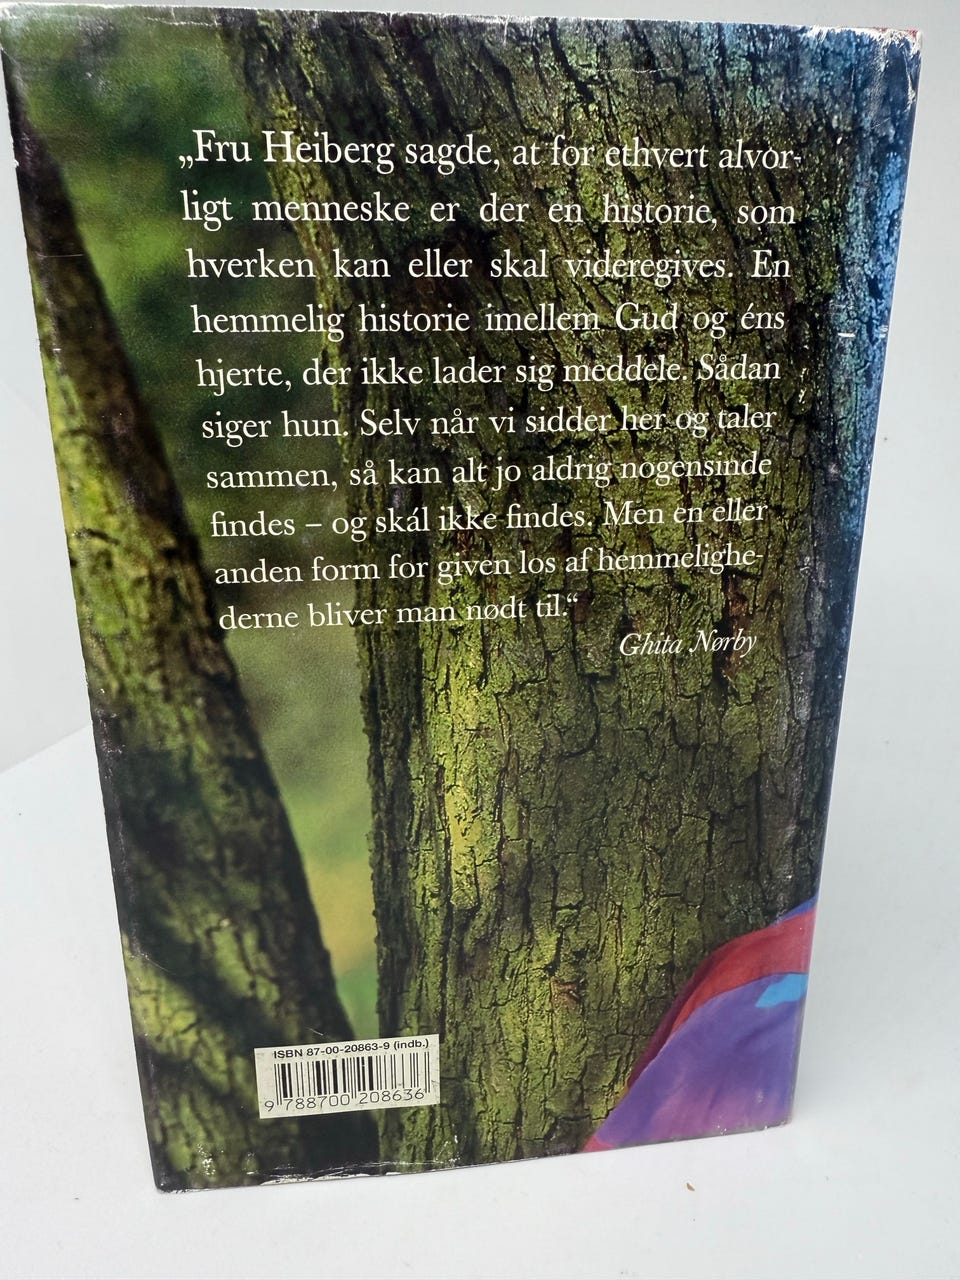 „Fru Heiberg sagde, at for ethvert alvor-
ligt menneske er der en historie, som
hverken kan eller skal videregives. En
hemmelig historie imellem Gud og éns
hjerte, der ikke lader sig meddele. Sådan
siger hun. Selv når vi sidder her og taler
sammen, så kan alt jo aldrig nogensinde
findes – og skál ikke findes. Men en eller
anden form for given los af hemmelighe-
derne bliver man nødt til.“
Ghita Nørby
ISBN 87-00-20863-9 (indb.)
9 788700 208636